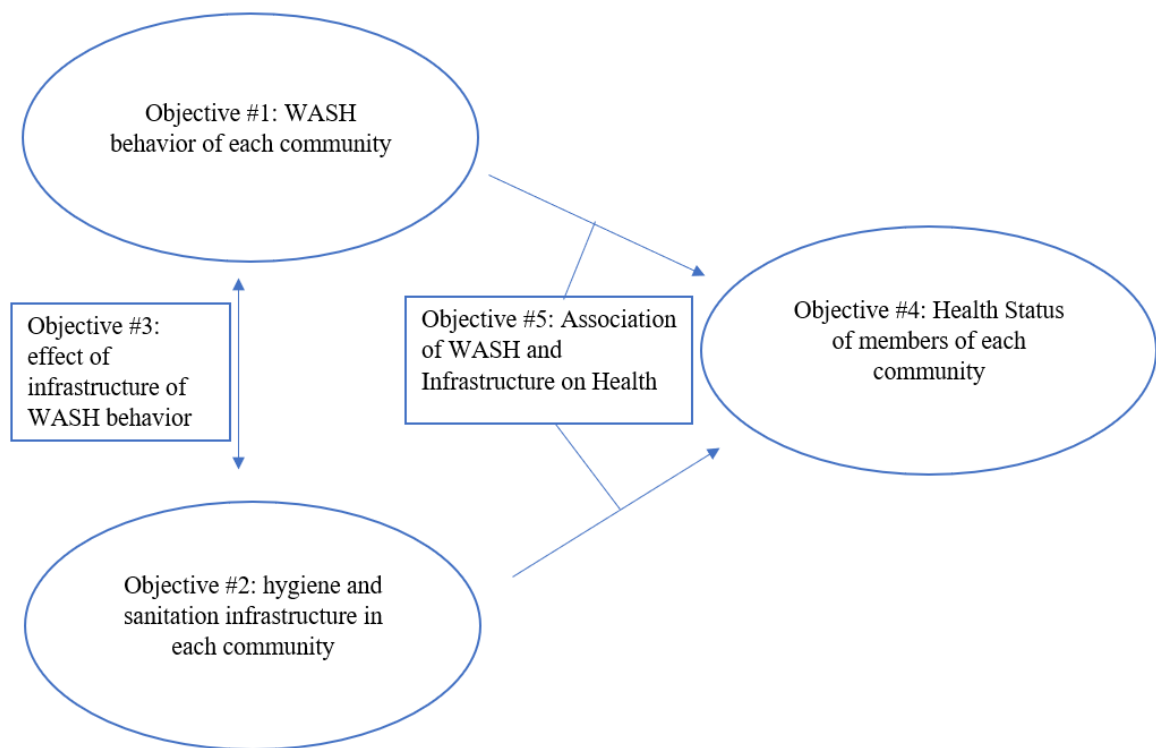 Objective #1: WASH
behavior of each community
Objective #3:
effect of
infrastructure of
WASH behavior
Objective #5: Association
of WASH and
Infrastructure on Health
Objective #4: Health Status
of members of each
community
Objective #2: hygiene and
sanitation infrastructure in
each community